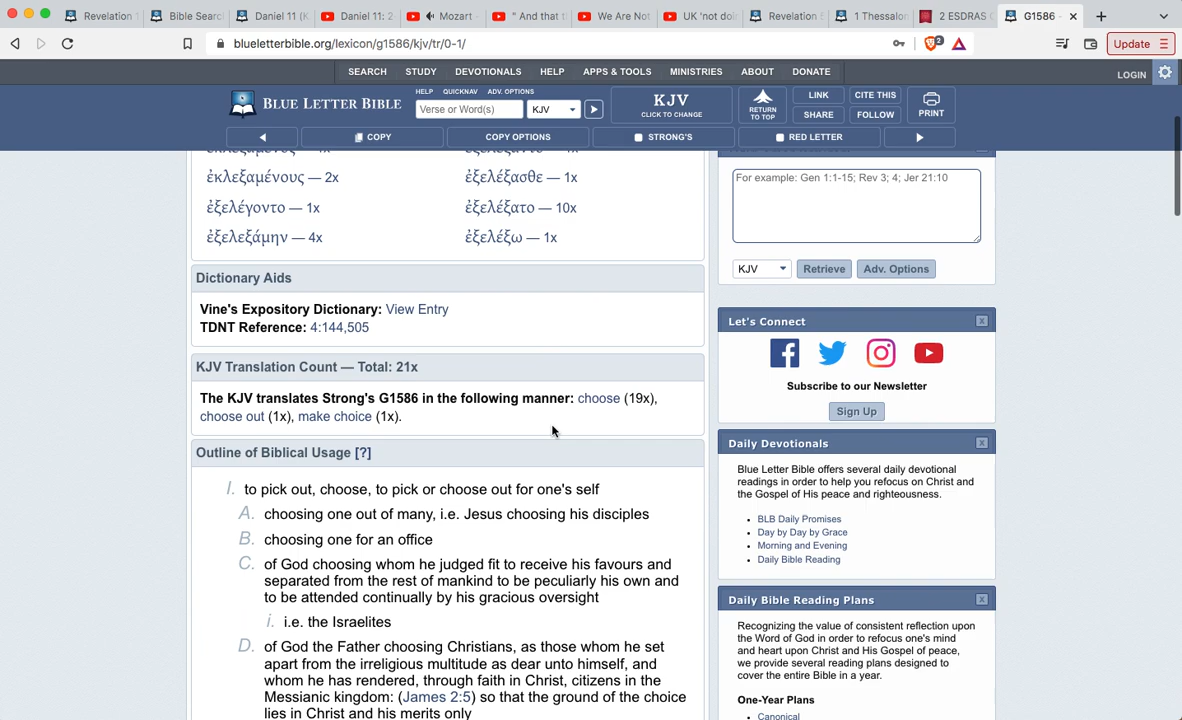 Revelation 1
Bible Searc
Daniel 11 (K
Daniel 11: 2
Mozart -
" And that t
We Are Not
UK 'not doi
Revelation 6
1 Thessalon
2 ESDRAS C
G1586 -
blueletterbible.org/lexicon/g1586/kjv/tr/0-1/
2
Update
SEARCH STUDY DEVOTIONALS HELP APPS & TOOLS MINISTRIES ABOUT DONATE
LOGIN
BLUE LETTER BIBLE
HELP QUICKNAV ADV. OPTIONS
Verse or Word(s)
KJV
KJV
CLICK TO CHANGE
RETURN
TO TOP
LINK
CITE THIS
SHARE
FOLLOW
PRINT
COPY
COPY OPTIONS
STRONG'S
RED LETTER
ἐκλεξαμένους — 2x
ἐξελέξασθε — 1x
ἐξελέγοντο — 1x
ἐξελέξατο — 10x
ἐξελεξάμην — 4x
ἐξελέξω — 1x
Dictionary Aids
Vine's Expository Dictionary: View Entry
TDNT Reference: 4:144,505
KJV Translation Count — Total: 21x
The KJV translates Strong's G1586 in the following manner: choose (19x),
choose out (1x), make choice (1x).
Outline of Biblical Usage [?]
I. to pick out, choose, to pick or choose out for one's self
A. choosing one out of many, i.e. Jesus choosing his disciples
B. choosing one for an office
C. of God choosing whom he judged fit to receive his favours and
separated from the rest of mankind to be peculiarly his own and
to be attended continually by his gracious oversight
i. i.e. the Israelites
D. of God the Father choosing Christians, as those whom he set
apart from the irreligious multitude as dear unto himself, and
whom he has rendered, through faith in Christ, citizens in the
Messianic kingdom: (James 2:5) so that the ground of the choice
lies in Christ and his merits only
For example: Gen 1:1-15; Rev 3; 4; Jer 21:10
KJV
Retrieve
Adv. Options
Let's Connect
x
Subscribe to our Newsletter
Sign Up
Daily Devotionals
x
Blue Letter Bible offers several daily devotional
readings in order to help you refocus on Christ and
the Gospel of His peace and righteousness.
• BLB Daily Promises
• Day by Day by Grace
• Morning and Evening
• Daily Bible Reading
Daily Bible Reading Plans
x
Recognizing the value of consistent reflection upon
the Word of God in order to refocus one's mind
and heart upon Christ and His Gospel of peace,
we provide several reading plans designed to
cover the entire Bible in a year.
One-Year Plans
• Canonical